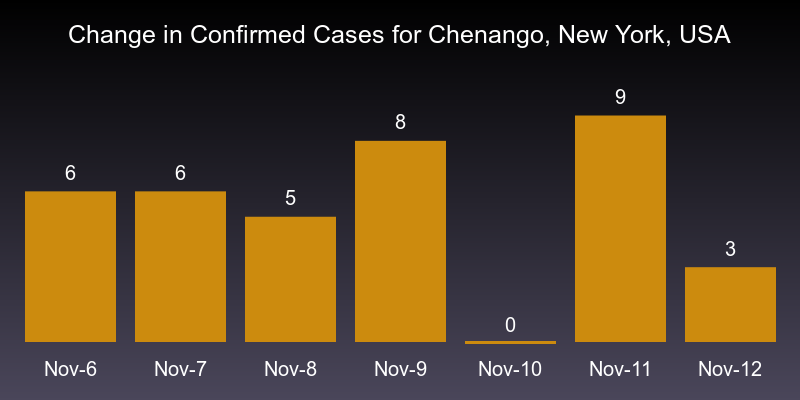 Change in Confirmed Cases for Chenango, New York, USA
6 6 5 8 0 9 3
Nov-6 Nov-7 Nov-8 Nov-9 Nov-10 Nov-11 Nov-12